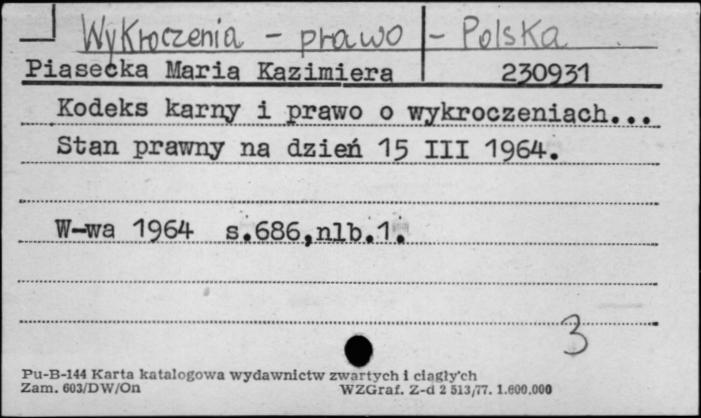 Wykroczenia - prawo - Polska
Piasecka Maria Kazimiera 230931
Kodeks karny i prawo o wykroczeniach...
Stan prawny na dzień 15 III 1964.
W-wa 1964 s.686,nlb.1.
3
Pu-B-144 Karta katalogowa wydawnictw zwartych i ciągły'ch
Zam. 603/DW/On WZGraf. Z-d 2 513/77. 1.600.000